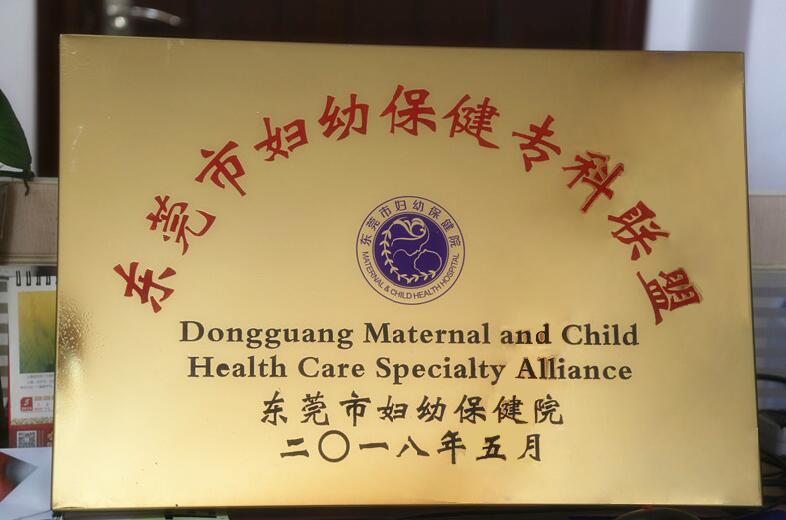 东莞市妇幼保健专科联盟
东莞市妇幼保健院
MATERNAL & CHILD HEALTH HOSPITAL
Dongguang Maternal and Child
Health Care Specialty Alliance
东莞市妇幼保健院
二〇一八年五月